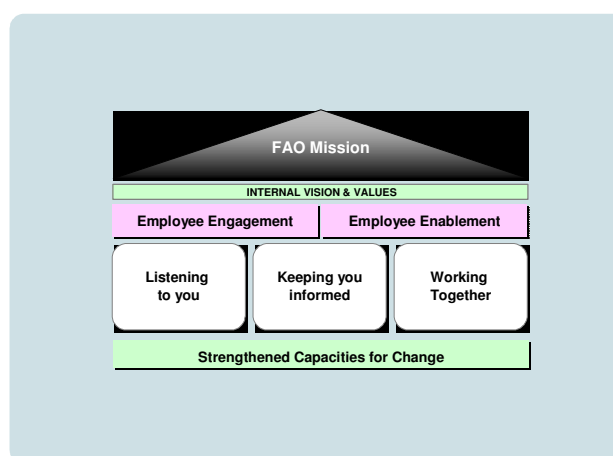 FAO Mission
INTERNAL VISION & VALUES
Employee Engagement
Employee Enablement
Listening
to you
Keeping you
informed
Working
Together
Strengthened Capacities for Change